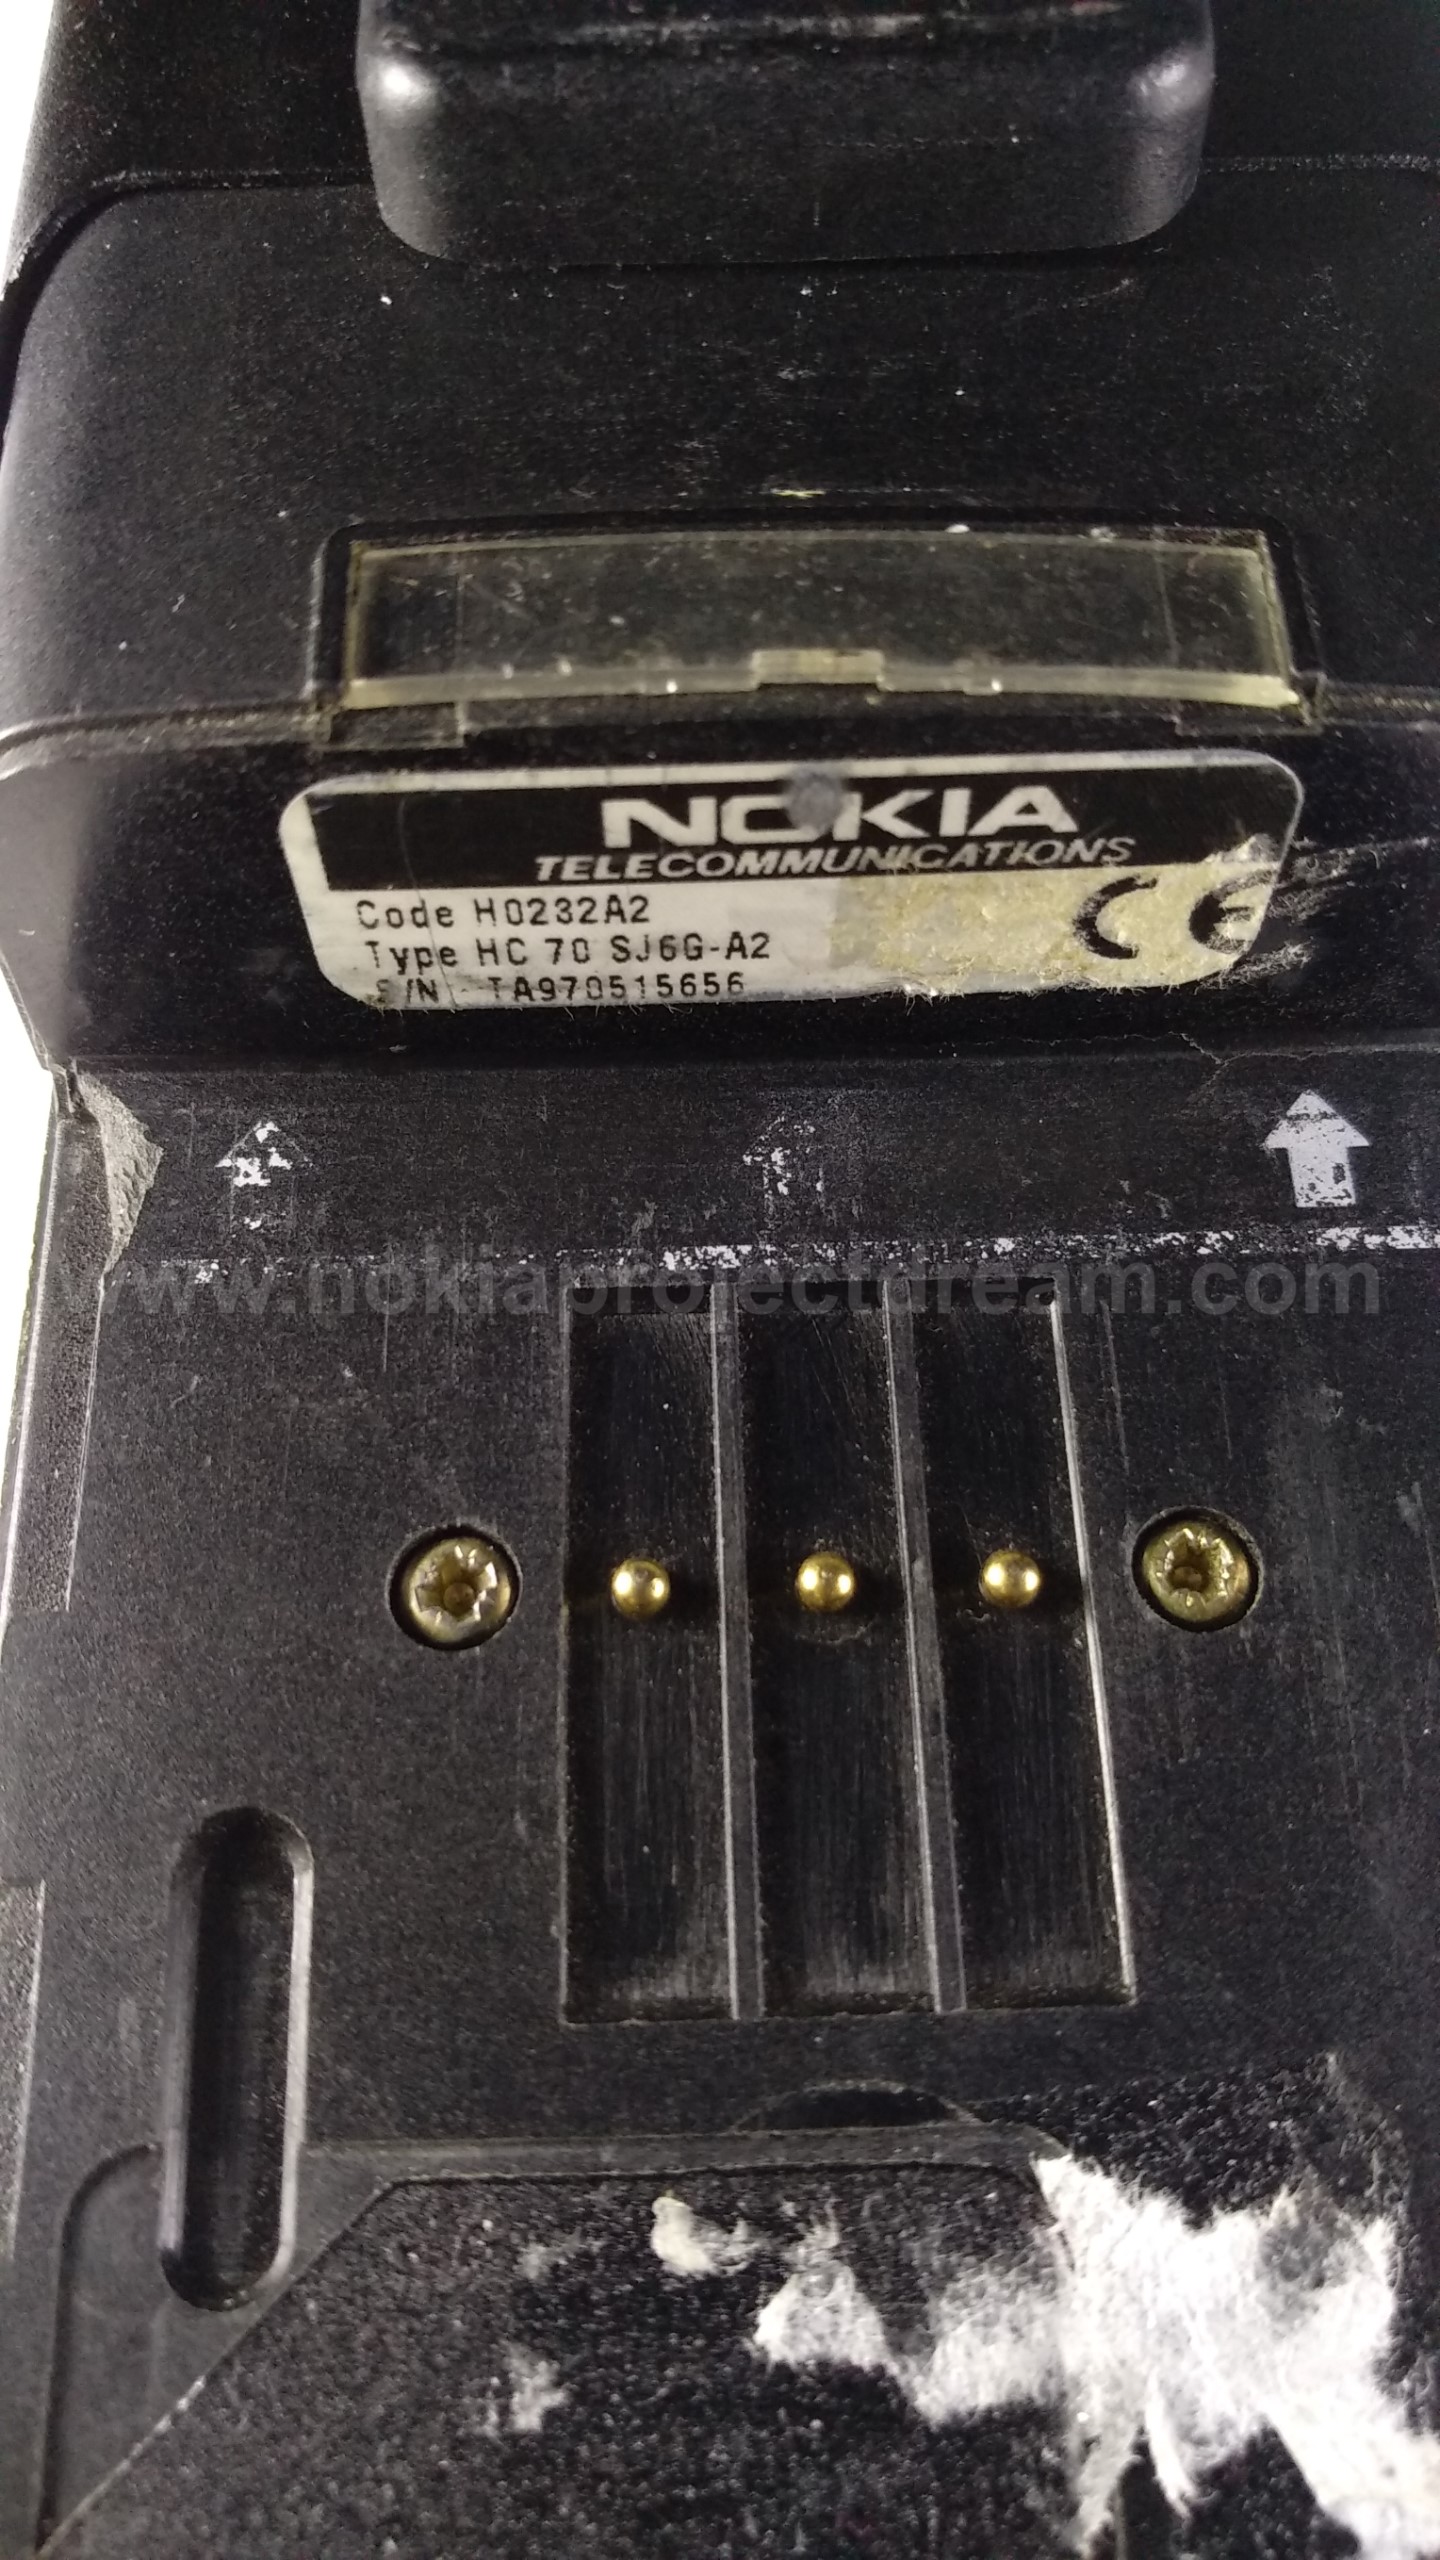 NOKIA
TELECOMMUNICATIONS
Code H0232A2
Type HC 70 SJ6G-A2
S/N TA970515656
CE
www.nokiaprojectdream.com